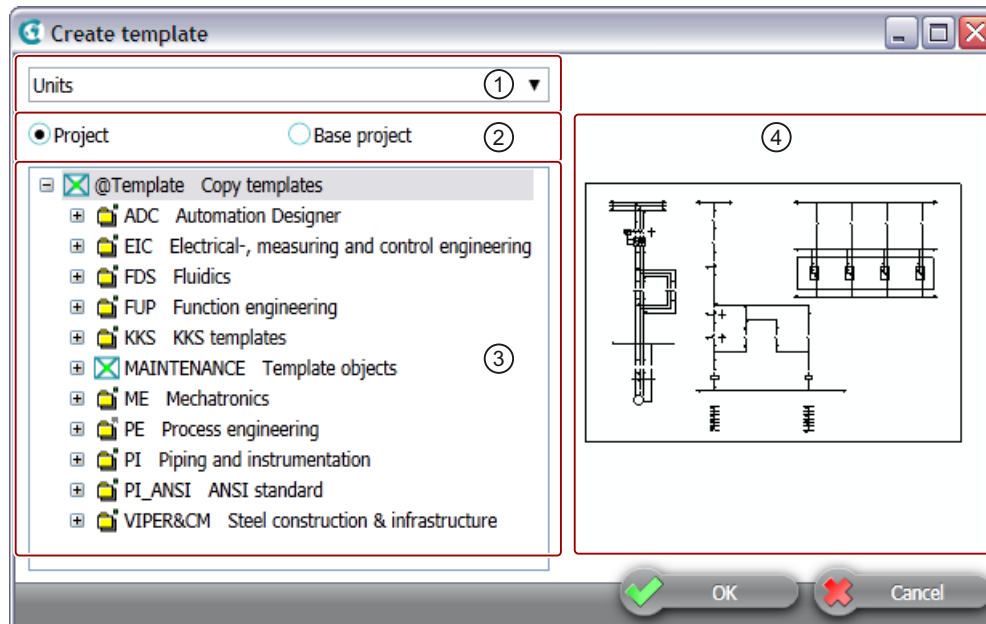 Create template
Units ① ▼
Project Base project ②
④
@Template Copy templates
ADC Automation Designer
EIC Electrical-, measuring and control engineering
FDS Fluidics
FUP Function engineering
KKS KKS templates
③
MAINTENANCE Template objects
ME Mechatronics
PE Process engineering
PI Piping and instrumentation
PI_ANSI ANSI standard
VIPER&CM Steel construction & infrastructure
OK Cancel